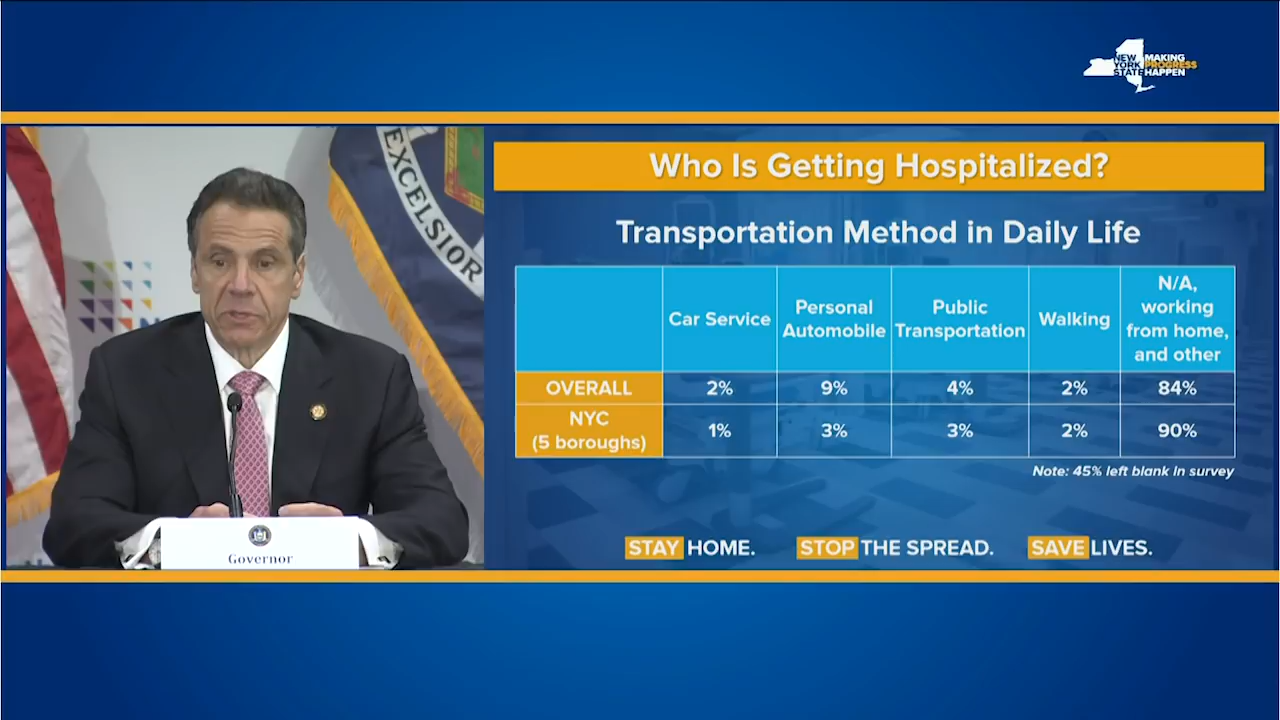 NEW
YORK
STATE
MAKING
PROGRESS
HAPPEN
EXCELSIOR
Governor
Who Is Getting Hospitalized?
Transportation Method in Daily Life
Car Service
Personal
Automobile
Public
Transportation
Walking
N/A,
working
from home,
and other
OVERALL 2% 9% 4% 2% 84%
NYC
(5 boroughs)
1% 3% 3% 2% 90%
Note: 45% left blank in survey
STAY HOME. STOP THE SPREAD. SAVE LIVES.